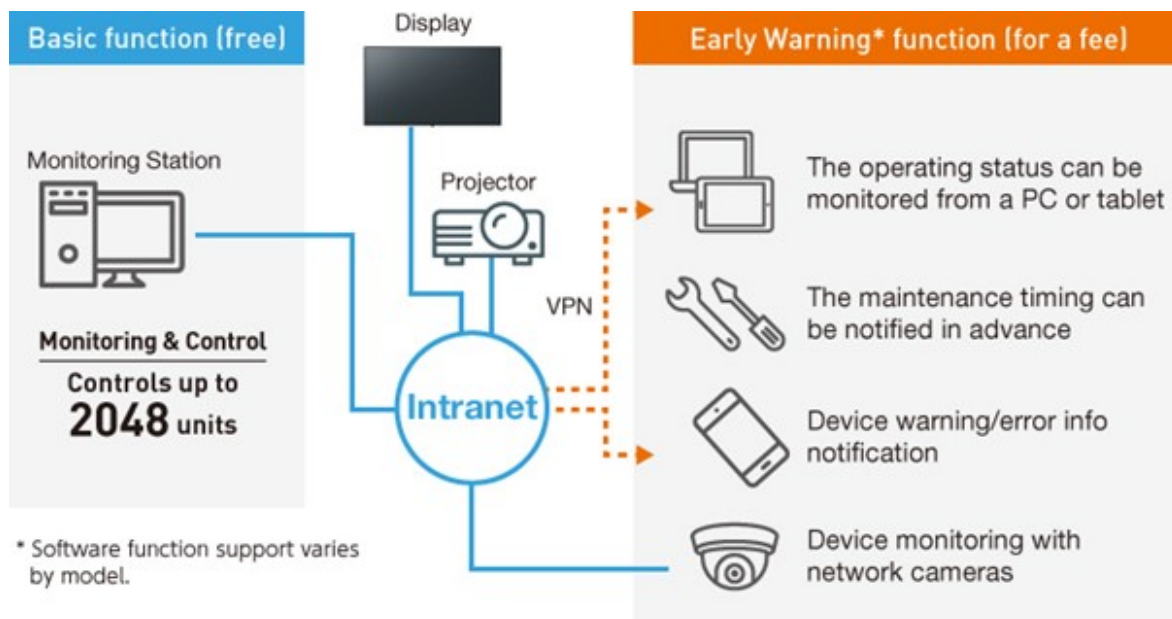 Basic function (free)
Display
Early Warning* function (for a fee)
Monitoring Station
Projector
The operating status can be
monitored from a PC or tablet
VPN
The maintenance timing can
be notified in advance
Monitoring & Control
Controls up to
2048 units
Intranet
Device warning/error info
notification
Device monitoring with
network cameras
* Software function support varies
by model.